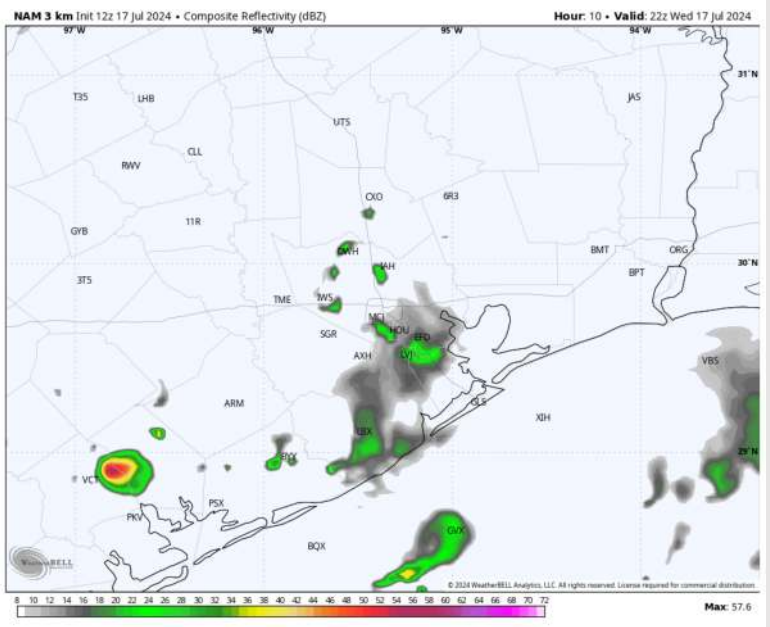 NAM 3 km Init 12z 17 Jul 2024 • Composite Reflectivity (dBZ) Hour: 10 • Valid: 22z Wed 17 Jul 2024
97°W 96°W 95°W 94°W
31°N
T35 LHB JAS
UTS
CLL
RWV
CXO 6R3
11R
GYB
DWH BMT ORG
30°N
IAH BPT
3T5
TME IWS
MCJ
SGR HOU EFD
AXH LVJ VBS
ARM GLS
XIH
LBX
29°N
BYY
VCT
PSX
PKV
GVX
BQX
WeatherBELL
© 2024 WeatherBELL Analytics, LLC. All rights reserved. License required for commercial distribution.
8 10 12 14 16 18 20 22 24 26 28 30 32 34 36 38 40 42 44 46 48 50 52 54 56 58 60 62 64 66 68 70 72
Max: 57.6